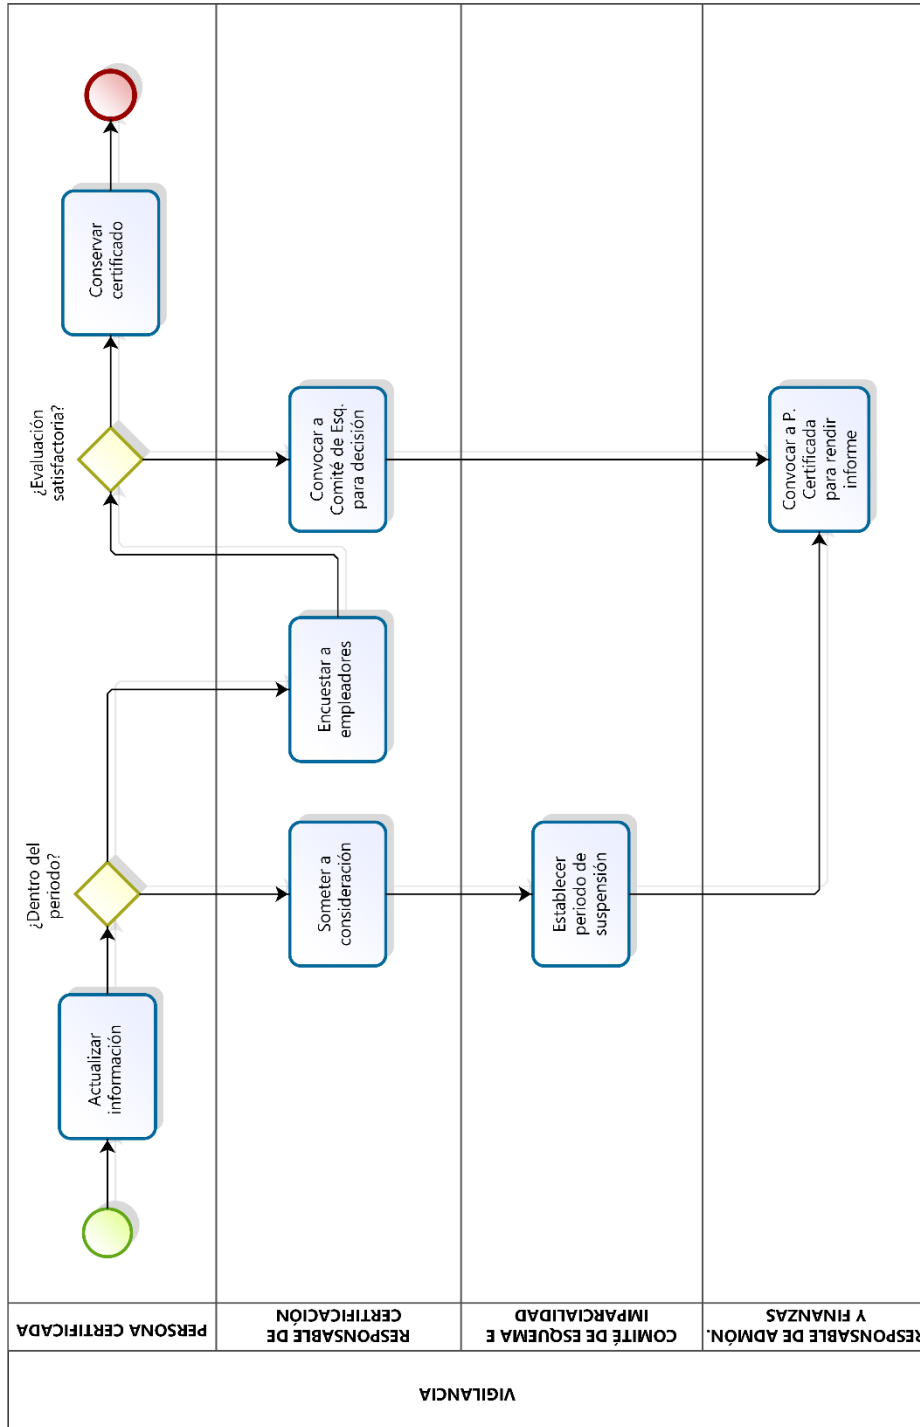 VIGILANCIA
PERSONA CERTIFICADA
RESPONSABLE DE
CERTIFICACIÓN
COMITÉ DE ESQUEMA E
IMPARCIALIDAD
RESPONSABLE DE ADMÓN.
Y FINANZAS
Actualizar
información
¿Dentro del
periodo?
Someter a
consideración
Establecer
periodo de
suspensión
Encuestar a
empleadores
¿Evaluación
satisfactoria?
Convocar a
Comité de Esq.
para decisión
Convocar a P.
Certificada
para rendir
informe
Conservar
certificado